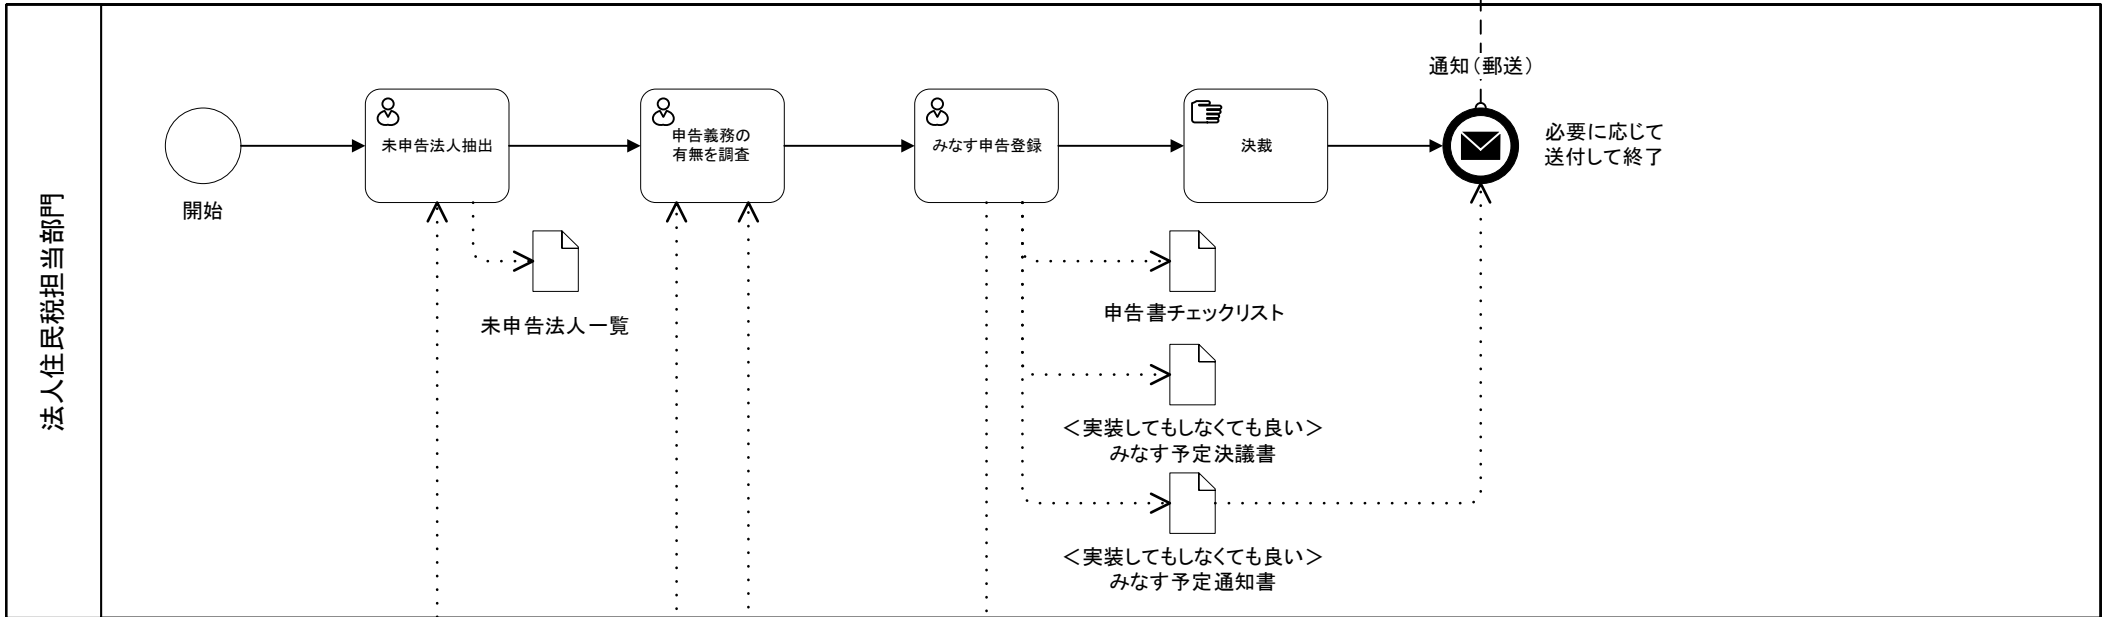 法人住民税担当部門
通知（郵送）
開始
未申告法人抽出
申告義務の
有無を調査
みなす申告登録
決裁
必要に応じて
送付して終了
未申告法人一覧
申告書チェックリスト
＜実装してもしなくても良い＞
みなす予定決議書
＜実装してもしなくても良い＞
みなす予定通知書